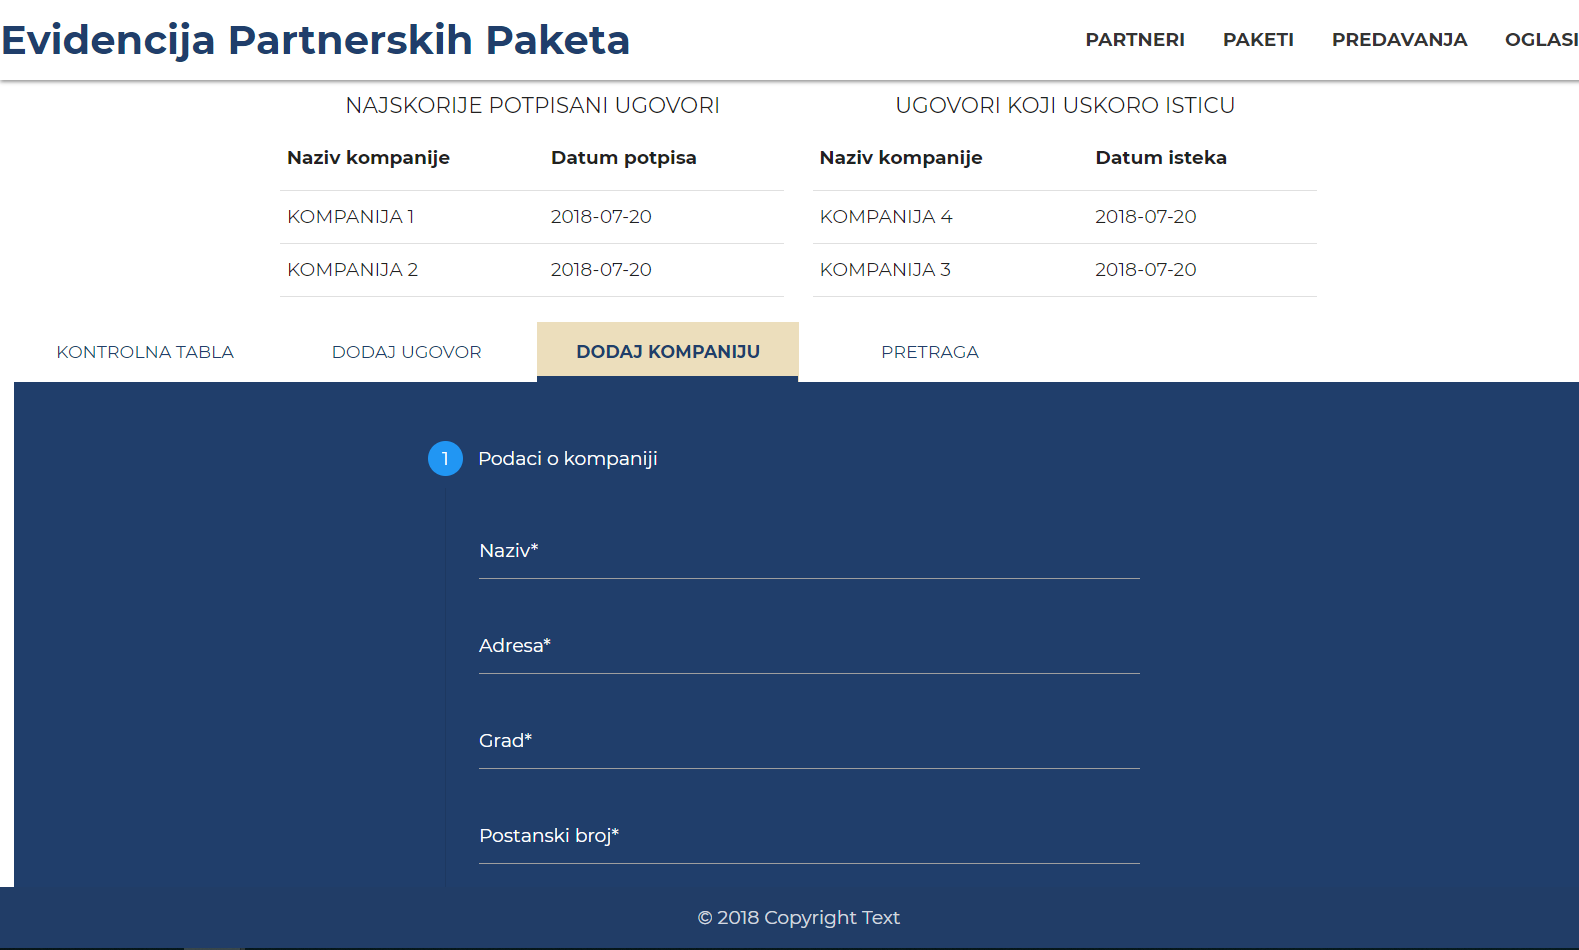 Evidencija Partnerskih Paketa
PARTNERI PAKETI PREDAVANJA OGLASI
NAJSKORIJE POTPISANI UGOVORI
Naziv kompanije Datum potpisa
KOMPANIJA 1 2018-07-20
KOMPANIJA 2 2018-07-20
UGOVORI KOJI USKORO ISTICU
Naziv kompanije Datum isteka
KOMPANIJA 4 2018-07-20
KOMPANIJA 3 2018-07-20
KONTROLNA TABLA DODAJ UGOVOR DODAJ KOMPANIJU PRETRAGA
1 Podaci o kompaniji
Naziv*
Adresa*
Grad*
Postanski broj*
© 2018 Copyright Text